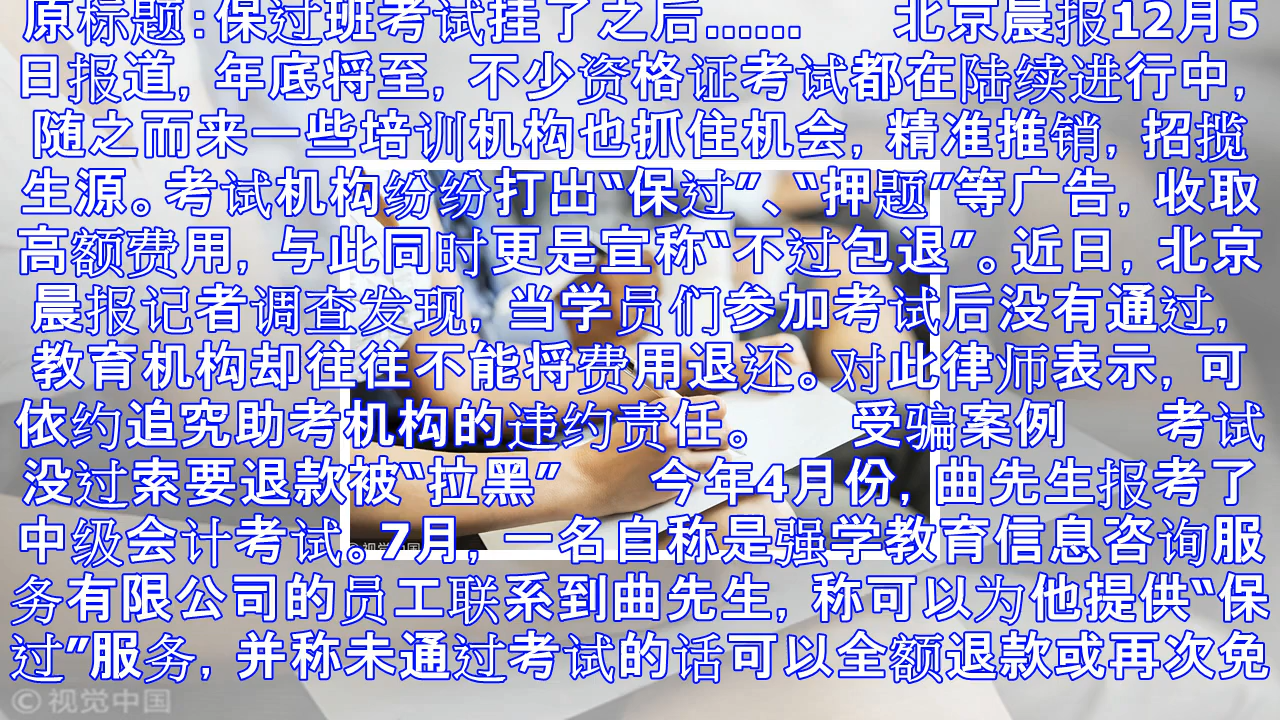 原标题:保过班考试挂了之后…… 北京晨报12月5
日报道, 年底将至, 不少资格证考试都在陆续进行中,
随之而来一些培训机构也抓住机会, 精准推销, 招揽
生源。考试机构纷纷打出“保过”、“押题”等广告, 收取
高额费用, 与此同时更是宣称“不过包退”。近日, 北京
晨报记者调查发现, 当学员们参加考试后没有通过,
教育机构却往往不能将费用退还。对此律师表示, 可
依约追究助考机构的违约责任。 受骗案例 考试
没过索要退款被“拉黑” 今年4月份, 曲先生报考了
中级会计考试。7月, 一名自称是强学教育信息咨询服
务有限公司的员工联系到曲先生, 称可以为他提供“保
过”服务, 并称未通过考试的话可以全额退款或再次免
© 视觉中国
© 视觉中国